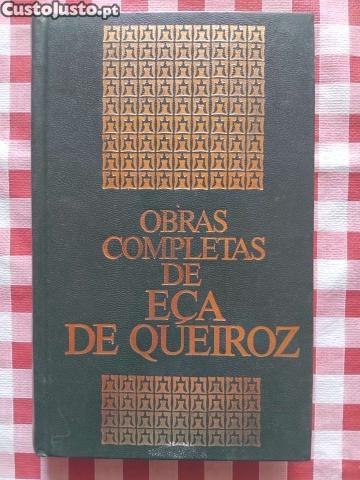 CustoJusto.pt
OBRAS
COMPLETAS
DE
EÇA
DE QUEIROZ